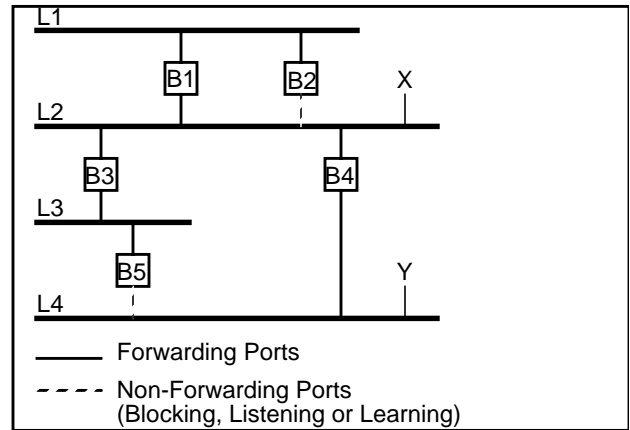 L1
B1
B2
X
L2
B3
B4
L3
B5
Y
L4
Forwarding Ports
Non-Forwarding Ports
(Blocking, Listening or Learning)